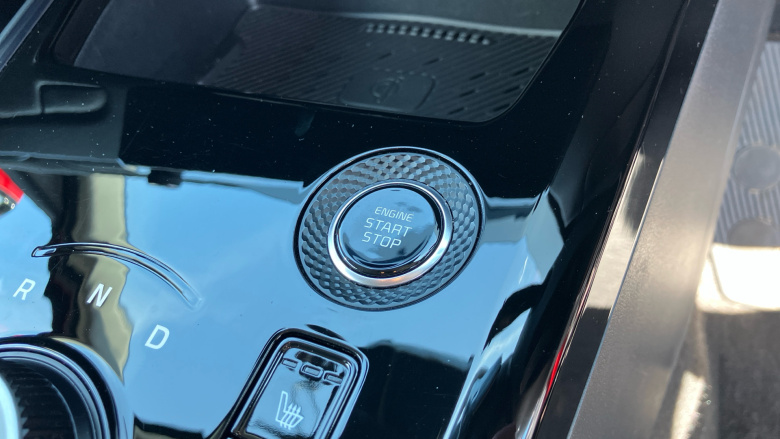 ENGINE
START
STOP
R N D